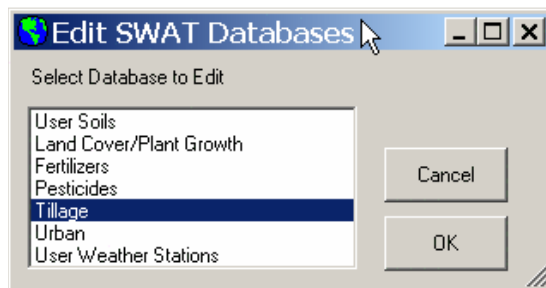 Edit SWAT Databases
Select Database to Edit
User Soils
Land Cover/Plant Growth
Fertilizers
Pesticides
Tillage
Urban
User Weather Stations
Cancel
OK